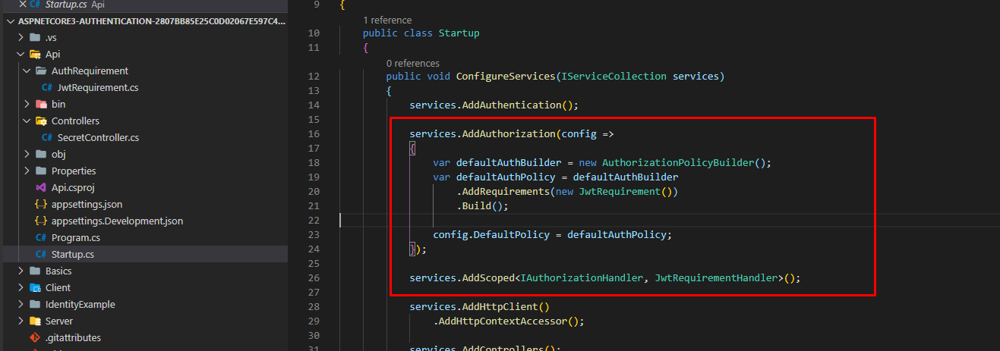 Startup.cs Api
ASPNETCORE3-AUTHENTICATION-2807BB85E25C0D02067E597C4...
.vs
Api
AuthRequirement
C# JwtRequirement.cs
bin
Controllers
C# SecretController.cs
obj
Properties
Api.csproj
{..} appsettings.json
{..} appsettings.Development.json
C# Program.cs
C# Startup.cs
Basics
Client
IdentityExample
Server
.gitattributes
9 {
1 reference
10 public class Startup
11 {
0 references
12 public void ConfigureServices(IServiceCollection services)
13 {
14 services.AddAuthentication();
15
16 services.AddAuthorization(config =>
17 {
18 var defaultAuthBuilder = new AuthorizationPolicyBuilder();
19 var defaultAuthPolicy = defaultAuthBuilder
20 .AddRequirements(new JwtRequirement())
21 .Build();
22
23 config.DefaultPolicy = defaultAuthPolicy;
24 });
25
26 services.AddScoped<IAuthorizationHandler, JwtRequirementHandler>();
27
28 services.AddHttpClient()
29 .AddHttpContextAccessor();
30
31 services.AddControllers();